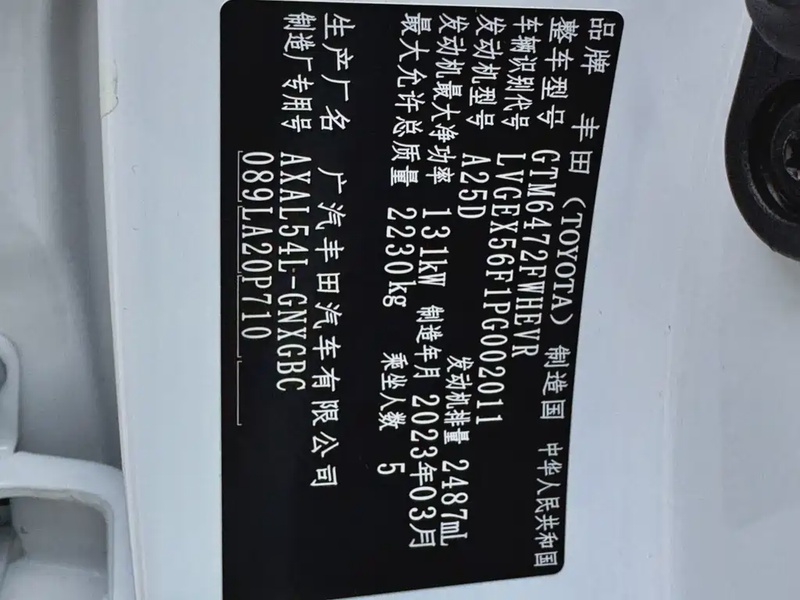 品牌 丰田(TOYOTA) 制造国 中华人民共和国
整车型号 GTM6472FWHEVR
车辆识别代号 LVGEX56F1PG002011
发动机型号 A25D 发动机排量 2487mL
发动机最大净功率 131kW 制造年月 2023年03月
最大允许总质量 2230kg 乘坐人数 5
生产厂名 广汽丰田汽车有限公司
制造厂专用号 AXAL54L-GNXGBC
089LA20P710